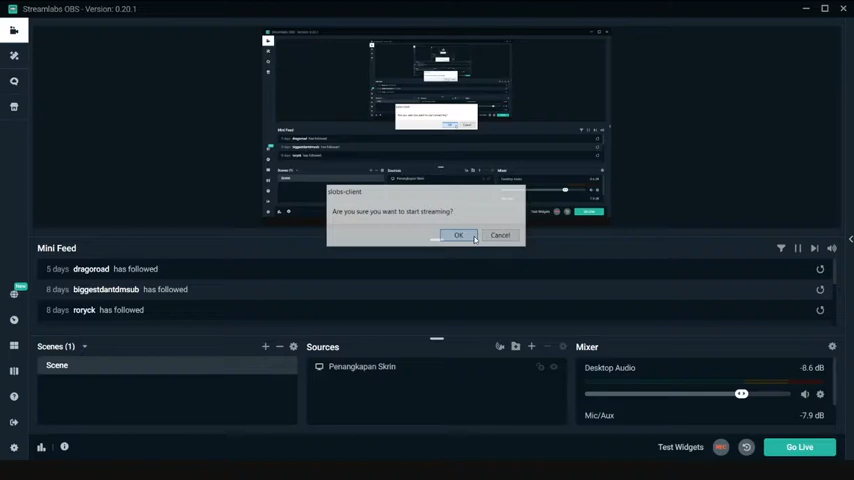 Streamlabs OBS - Version: 0.20.1
slobs-client
Are you sure you want to start streaming?
OK
Cancel
Mini Feed
5 days dragoroad has followed
8 days biggestdantdmsub has followed
8 days roryck has followed
New
Scenes (1)
Scene
Sources
Penangkapan Skrin
Mixer
Desktop Audio
-8.6 dB
Mic/Aux
-7.9 dB
Test Widgets
REC
Go Live